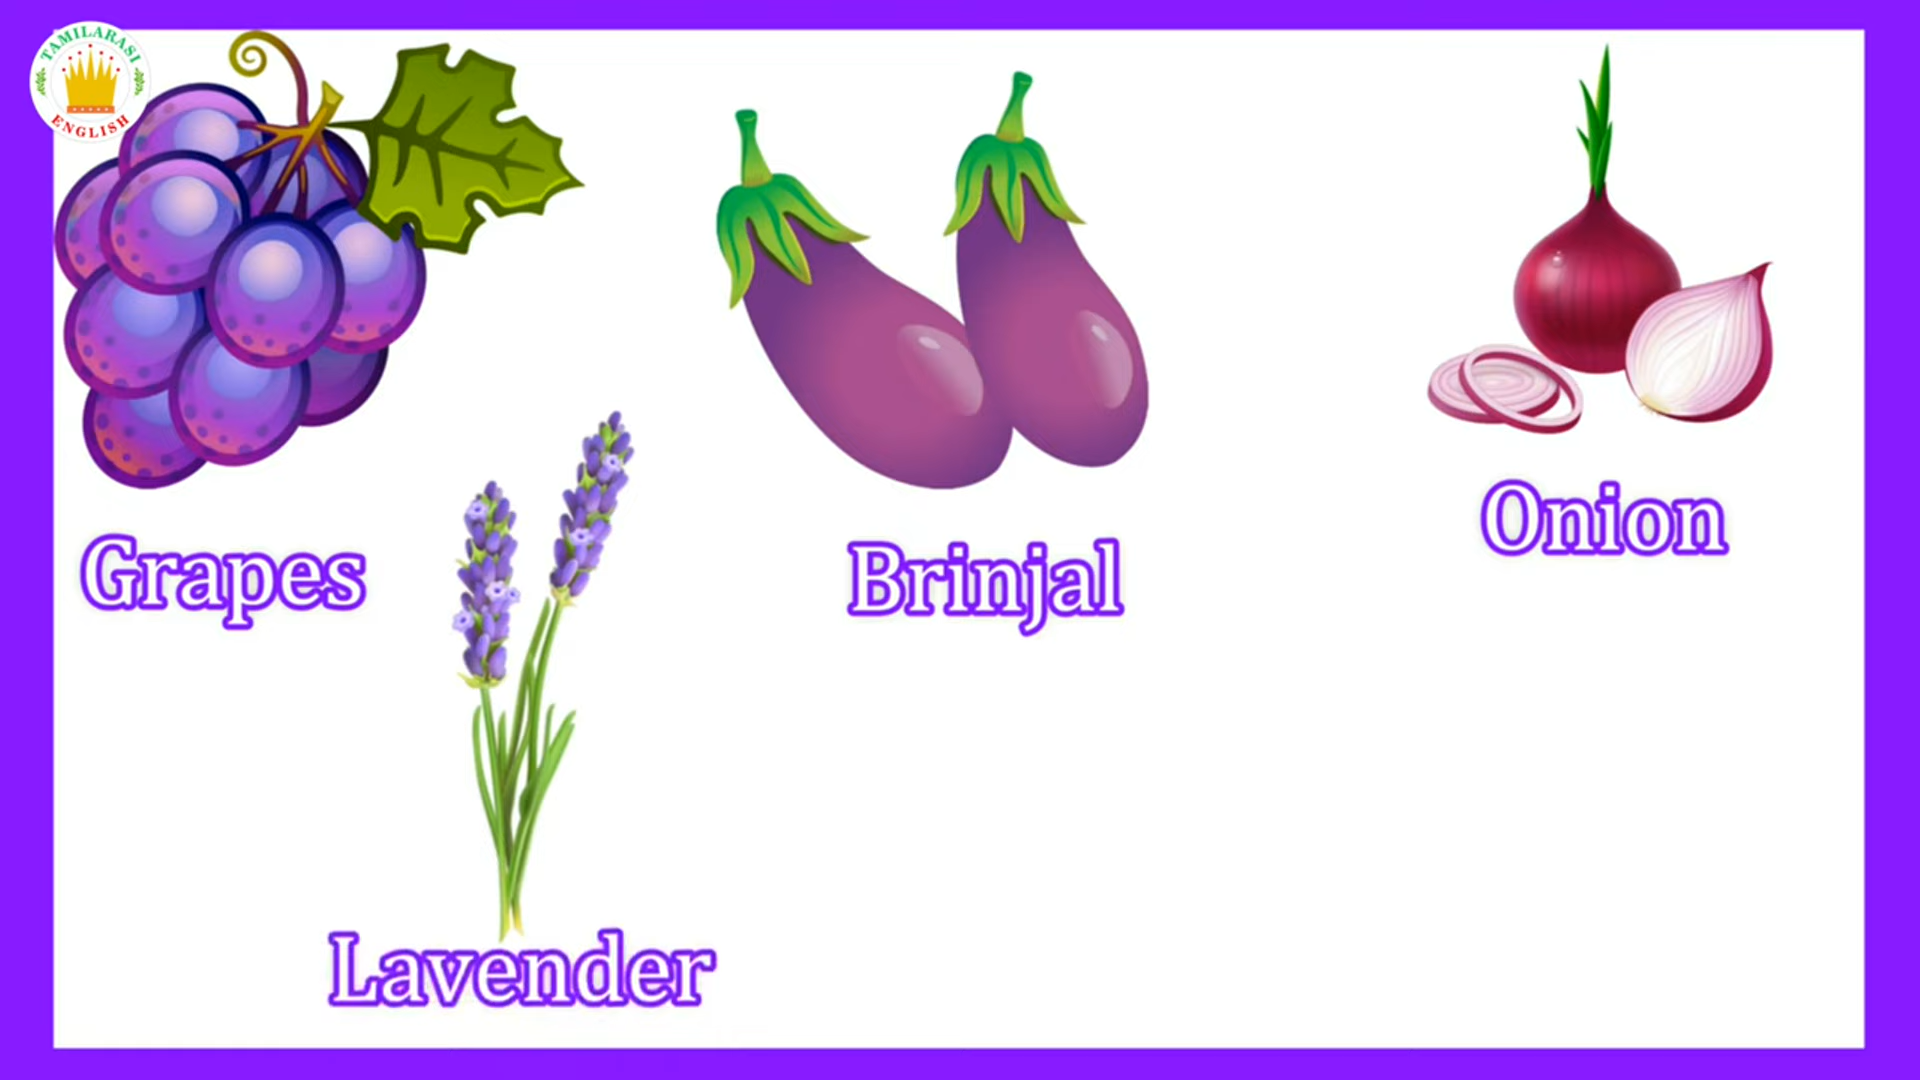 TAMILARASI
ENGLISH
Grapes
Brinjal
Onion
Lavender